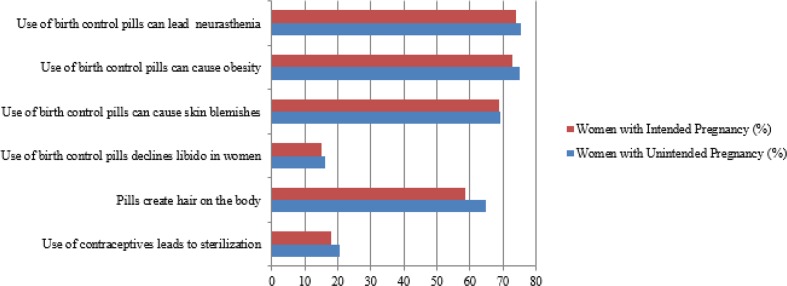 Use of birth control pills can lead  neurasthenia
Use of birth control pills can cause obesity
Use of birth control pills can cause skin blemishes
Use of birth control pills declines libido in women
Pills create hair on the body
Use of contraceptives leads to sterilization
0 10 20 30 40 50 60 70 80
Women with Intended Pregnancy (%)
Women with Unintended Pregnancy (%)